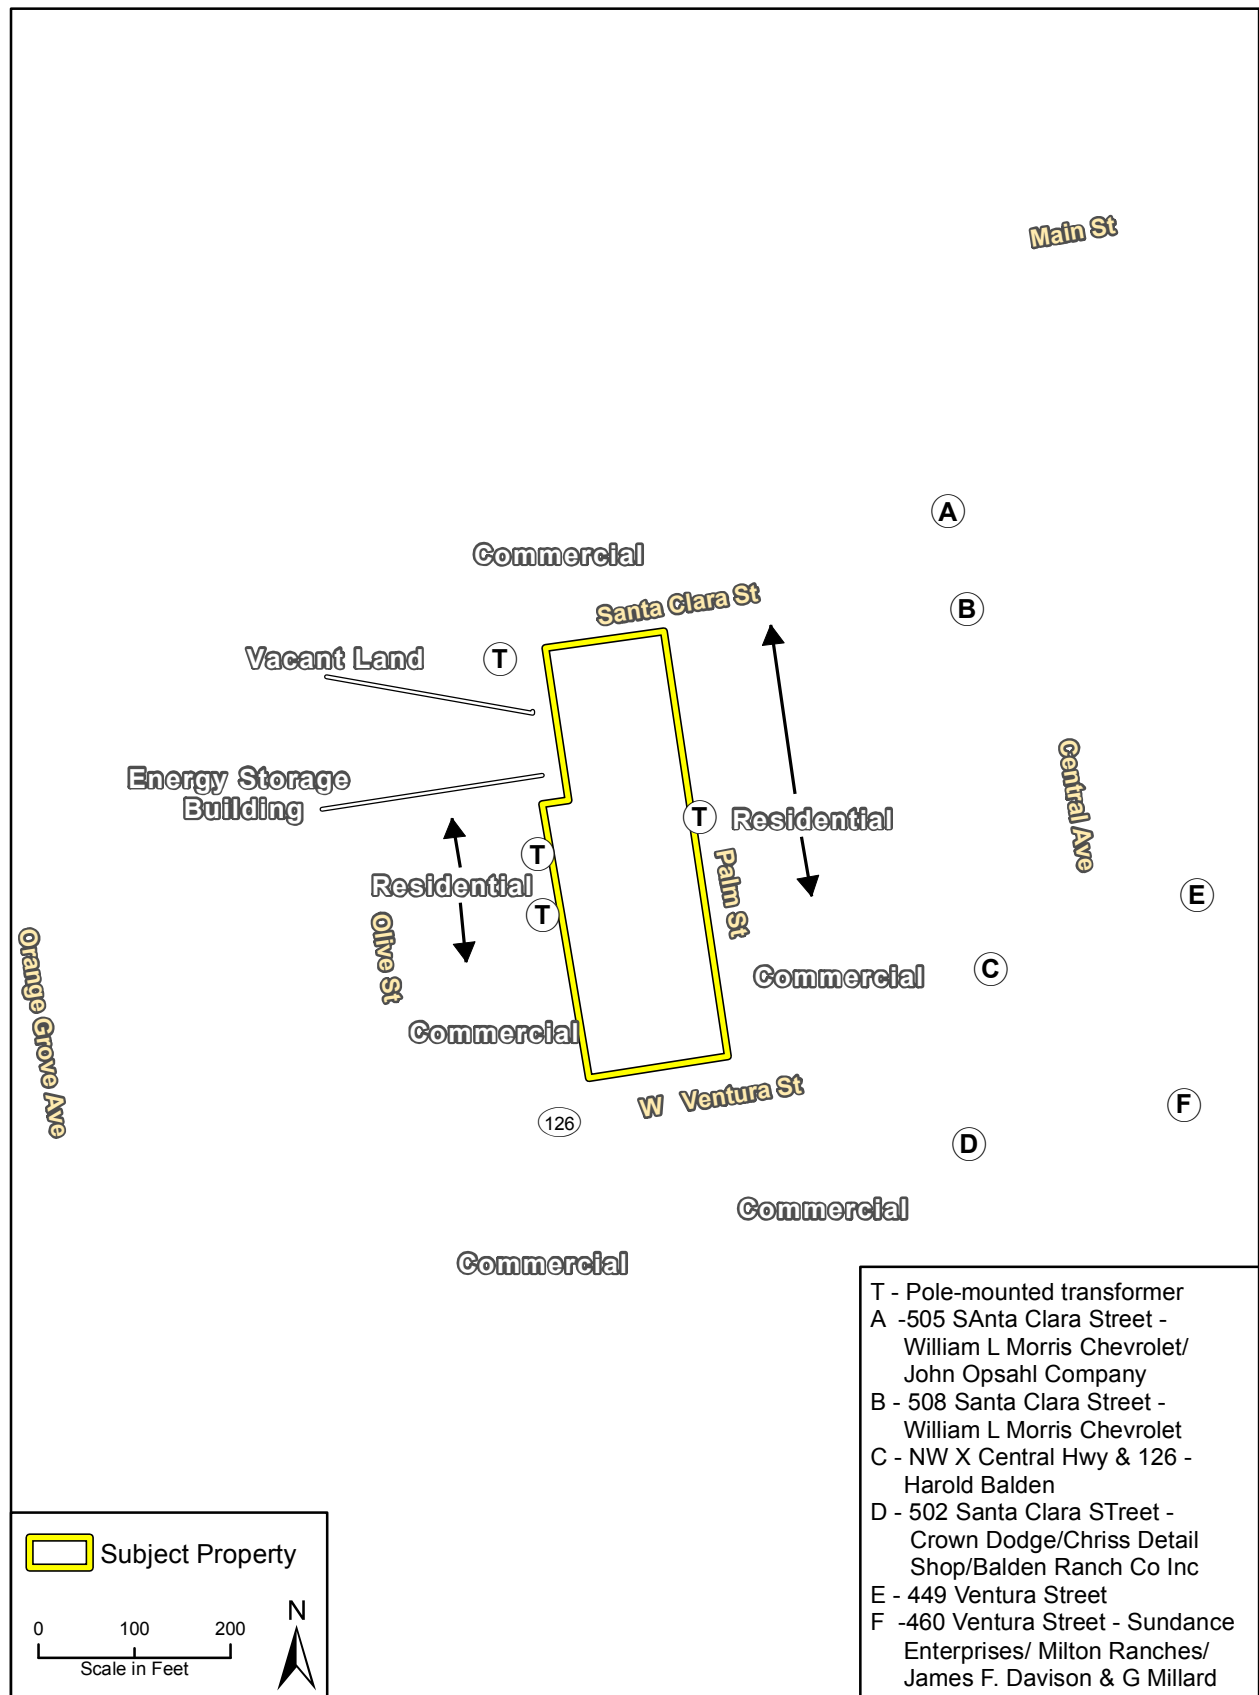 Main St
A
Commercial
Santa Clara St
B
Vacant Land
T
Energy Storage
Building
Central Ave
T
Residential
T
Palm St
Residential
T
E
Olive St
Orange Grove Ave
C
Commercial
Commercial
W Ventura St
126
F
D
Commercial
Commercial
T - Pole-mounted transformer
A -505 SAnta Clara Street -
William L Morris Chevrolet/
John Opsahl Company
B - 508 Santa Clara Street -
William L Morris Chevrolet
C - NW X Central Hwy & 126 -
Harold Balden
D - 502 Santa Clara STreet -
Crown Dodge/Chriss Detail
Shop/Balden Ranch Co Inc
E - 449 Ventura Street
F -460 Ventura Street - Sundance
Enterprises/ Milton Ranches/
James F. Davison & G Millard
Subject Property
0 100 200
Scale in Feet
N